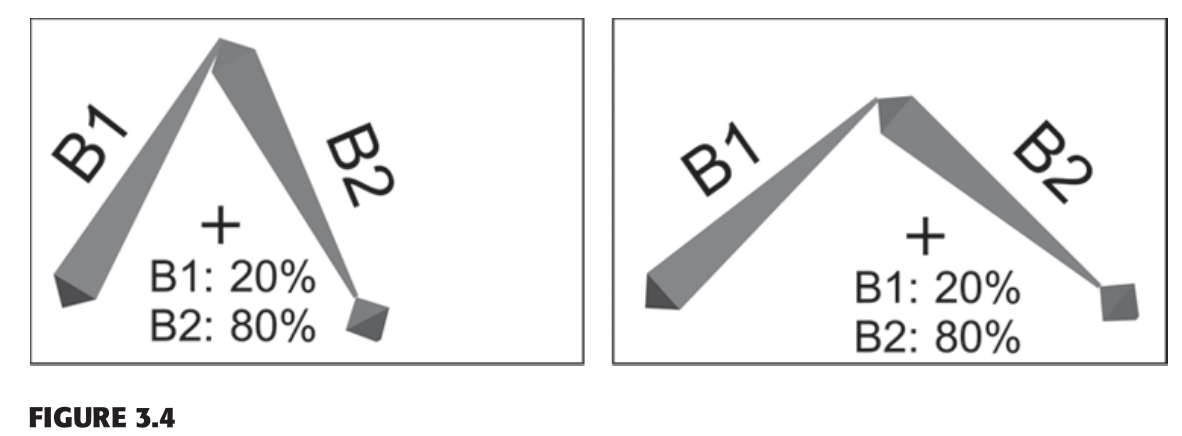 B1
B2
+
B1: 20%
B2: 80%
B1
B2
+
B1: 20%
B2: 80%
FIGURE 3.4